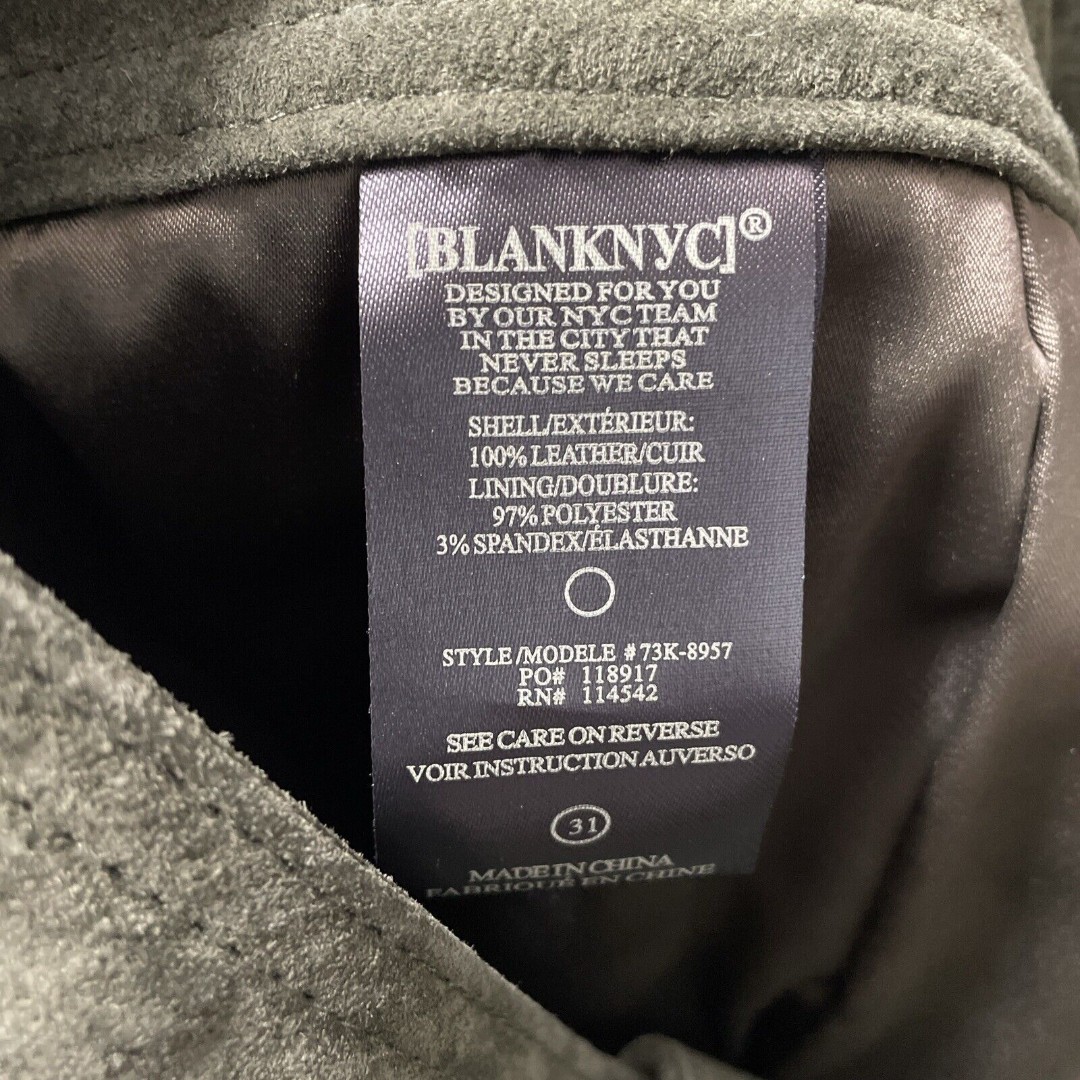 [BLANKNYC]®
DESIGNED FOR YOU
BY OUR NYC TEAM
IN THE CITY THAT
NEVER SLEEPS
BECAUSE WE CARE
SHELL/EXTÉRIEUR:
100% LEATHER/CUIR
LINING/DOUBLURE:
97% POLYESTER
3% SPANDEX/ÉLASTHANNE
STYLE/MODELE #73K-8957
PO# 118917
RN# 114542
SEE CARE ON REVERSE
VOIR INSTRUCTION AUVERSO
31
MADE IN CHINA
FABRIQUÉ EN CHINE